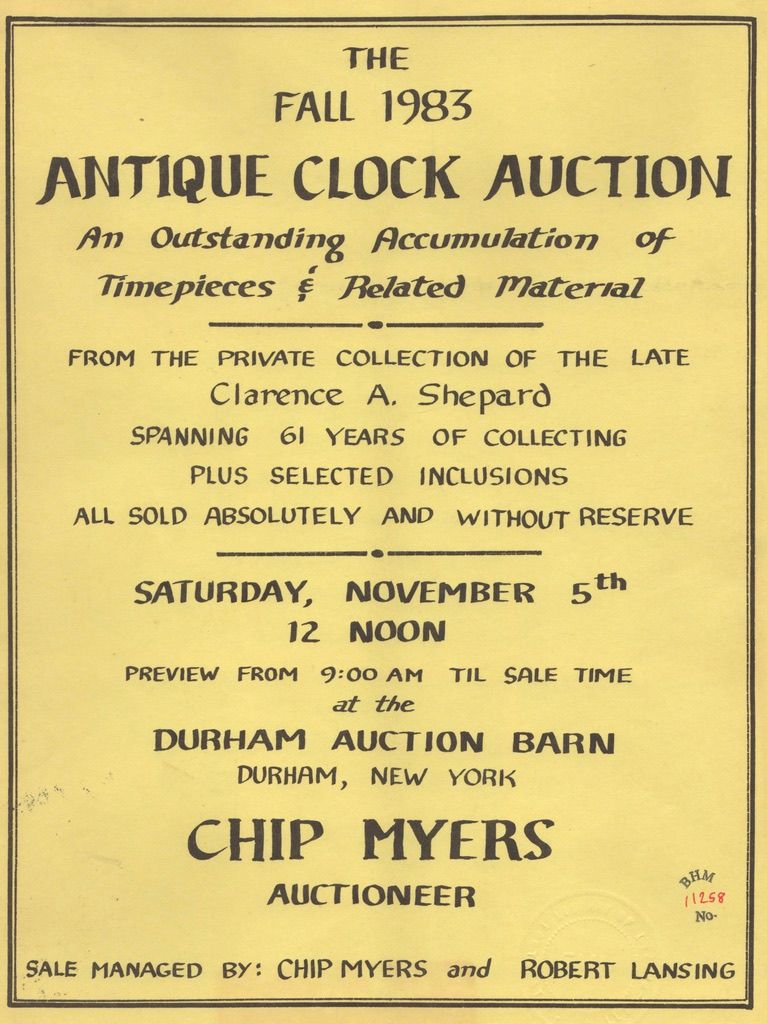 THE
FALL 1983
ANTIQUE CLOCK AUCTION
An Outstanding Accumulation of
Timepieces & Related Material
FROM THE PRIVATE COLLECTION OF THE LATE
Clarence A. Shepard
SPANNING 61 YEARS OF COLLECTING
PLUS SELECTED INCLUSIONS
ALL SOLD ABSOLUTELY AND WITHOUT RESERVE
SATURDAY, NOVEMBER 5th
12 NOON
PREVIEW FROM 9:00 AM TIL SALE TIME
at the
DURHAM AUCTION BARN
DURHAM, NEW YORK
CHIP MYERS
AUCTIONEER
BHM
11258
No.
SALE MANAGED BY: CHIP MYERS and ROBERT LANSING